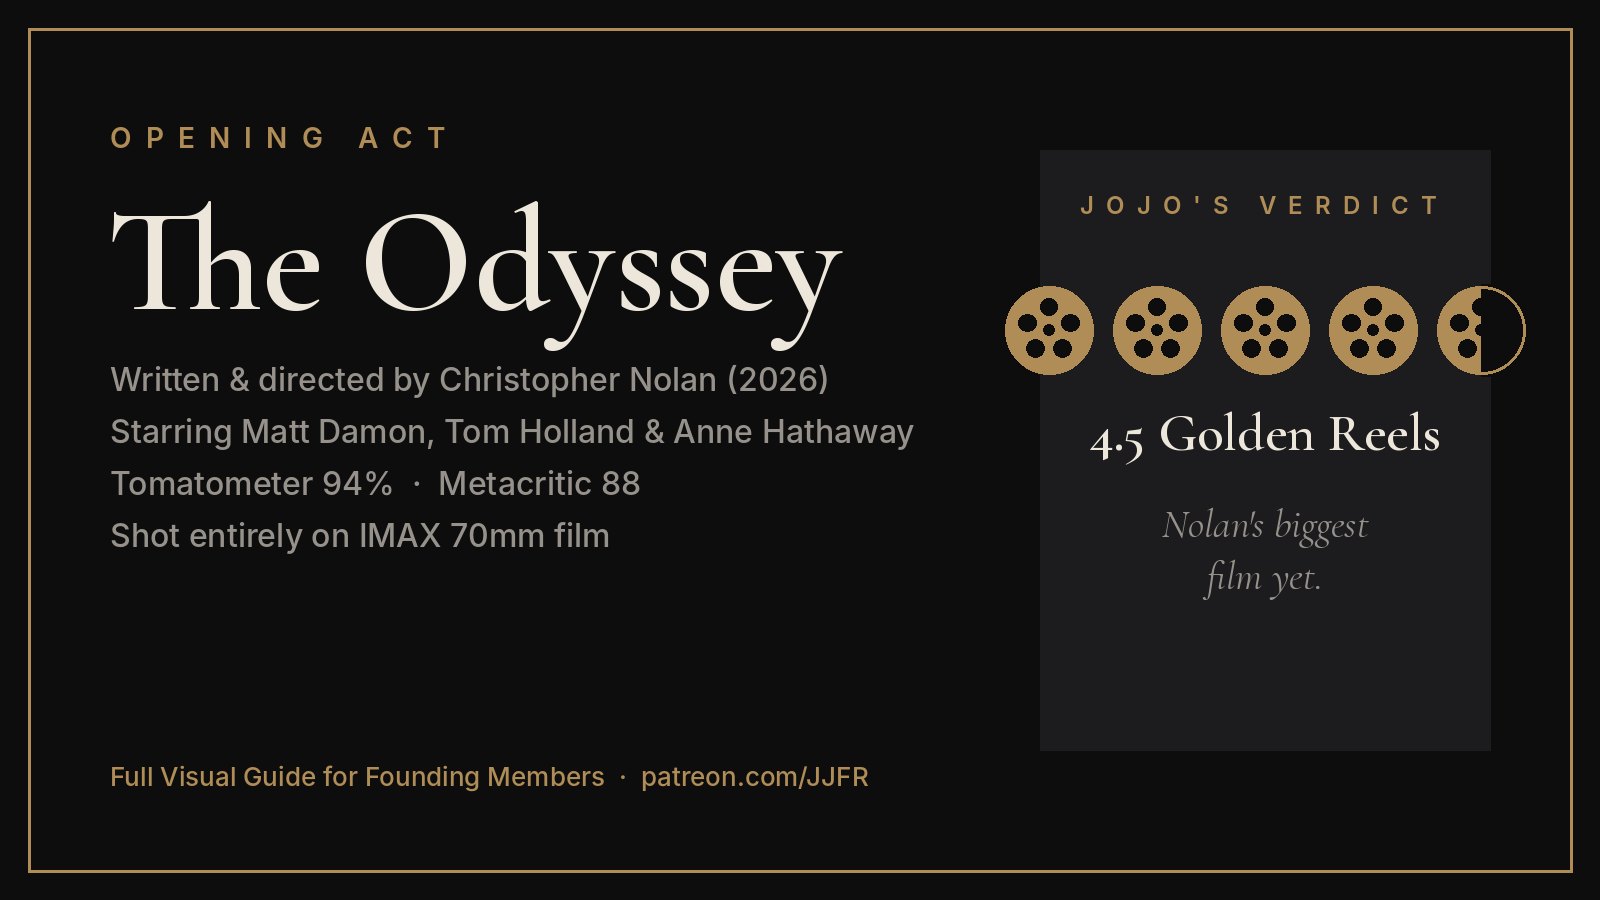 OPENING ACT
The Odyssey
Written & directed by Christopher Nolan (2026)
Starring Matt Damon, Tom Holland & Anne Hathaway
Tomatometer 94% · Metacritic 88
Shot entirely on IMAX 70mm film
Full Visual Guide for Founding Members · patreon.com/JJFR
JOJO'S VERDICT
4.5 Golden Reels
Nolan's biggest
film yet.